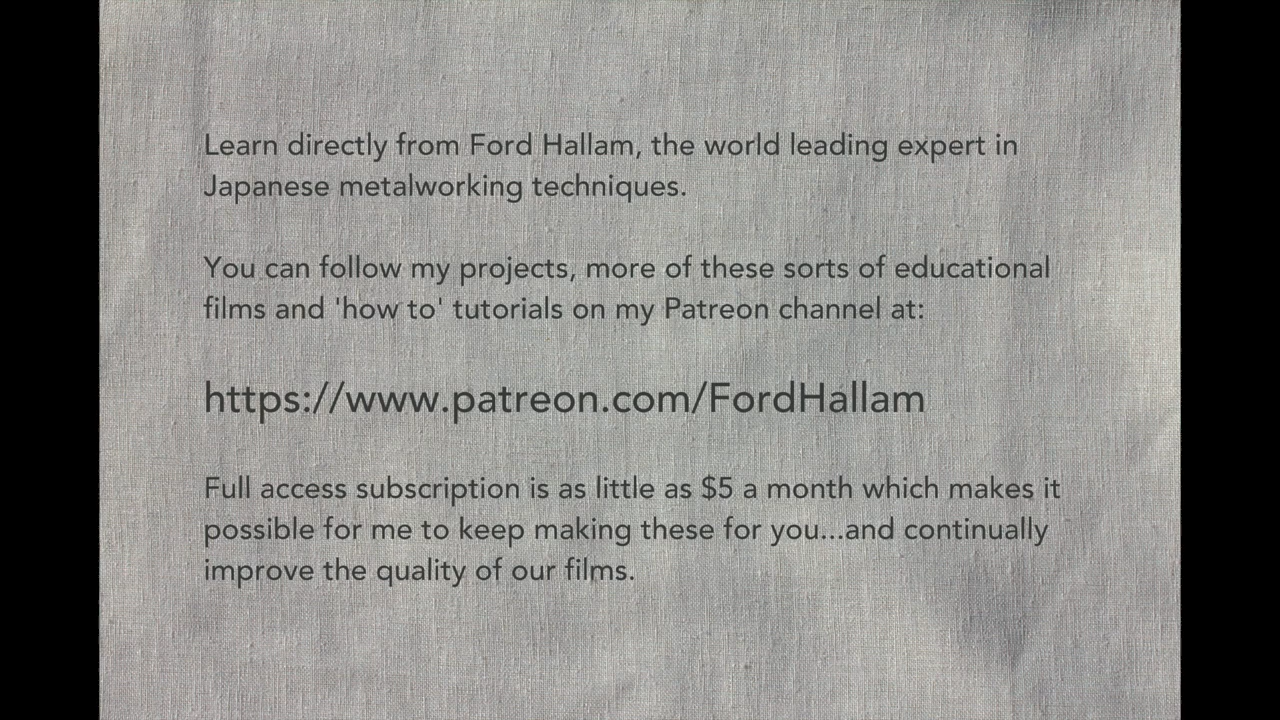 Learn directly from Ford Hallam, the world leading expert in
Japanese metalworking techniques.
You can follow my projects, more of these sorts of educational
films and 'how to' tutorials on my Patreon channel at:
https://www.patreon.com/FordHallam
Full access subscription is as little as $5 a month which makes it
possible for me to keep making these for you...and continually
improve the quality of our films.